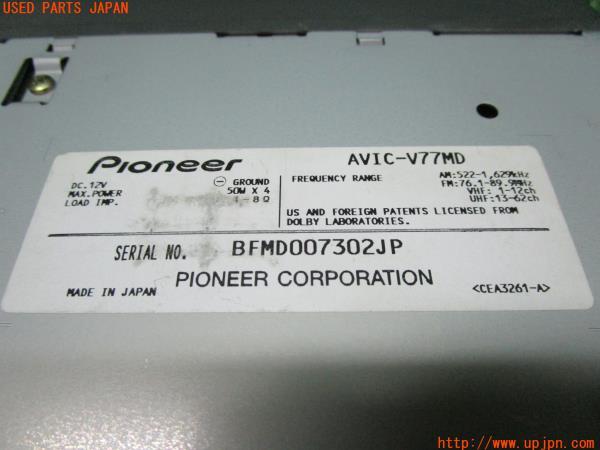 USED PARTS JAPAN
Pioneer
AVIC-V77MD
DC.12V
GROUND
MAX.POWER
50W X 4
LOAD IMP.
-8Ω
FREQUENCY RANGE
AM:522-1,629kHz
FM:76.1-89.9MHz
VHF: 1-12ch
UHF:13-62ch
US AND FOREIGN PATENTS LICENSED FROM
DOLBY LABORATORIES.
SERIAL NO. BFMD007302JP
PIONEER CORPORATION
MADE IN JAPAN
<CEA3261-A>
http://www.upjpn.com